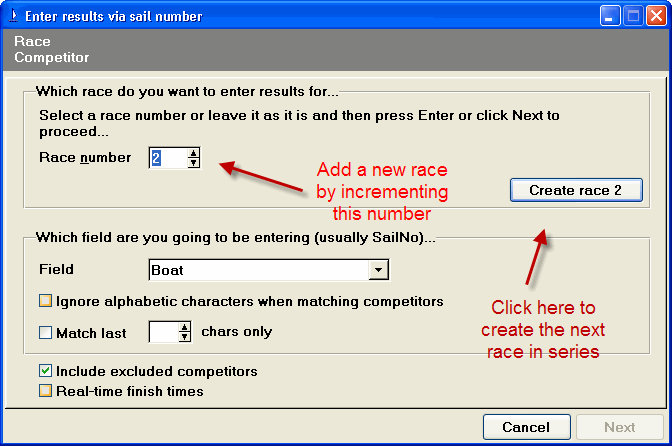 Enter results via sail number
Race
Competitor
Which race do you want to enter results for...
Select a race number or leave it as it is and then press Enter or click Next to
proceed...
Race number 2
Add a new race
by incrementing
this number
Create race 2
Which field are you going to be entering (usually SailNo)...
Field Boat
Ignore alphabetic characters when matching competitors
Match last chars only
Click here to
create the next
race in series
Include excluded competitors
Real-time finish times
Cancel Next